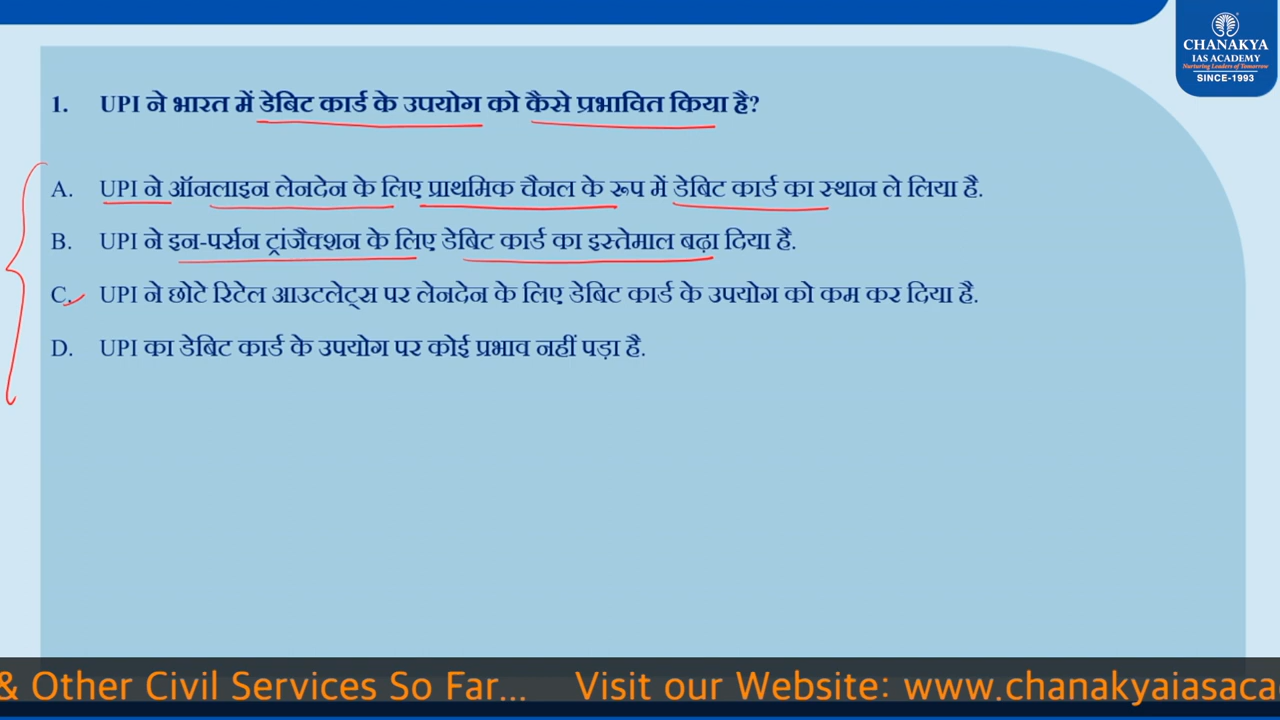 CHANAKYA
IAS ACADEMY
Nurturing Leaders of Tomorrow
SINCE-1993
1. UPI ने भारत में डेबिट कार्ड के उपयोग को कैसे प्रभावित किया है?
A. UPI ने ऑनलाइन लेनदेन के लिए प्राथमिक चैनल के रूप में डेबिट कार्ड का स्थान ले लिया है.
B. UPI ने इन-पर्सन ट्रांजैक्शन के लिए डेबिट कार्ड का इस्तेमाल बढ़ा दिया है.
C. UPI ने छोटे रिटेल आउटलेट्स पर लेनदेन के लिए डेबिट कार्ड के उपयोग को कम कर दिया है.
D. UPI का डेबिट कार्ड के उपयोग पर कोई प्रभाव नहीं पड़ा है.
& Other Civil Services So Far... Visit our Website: www.chanakyaiasaca